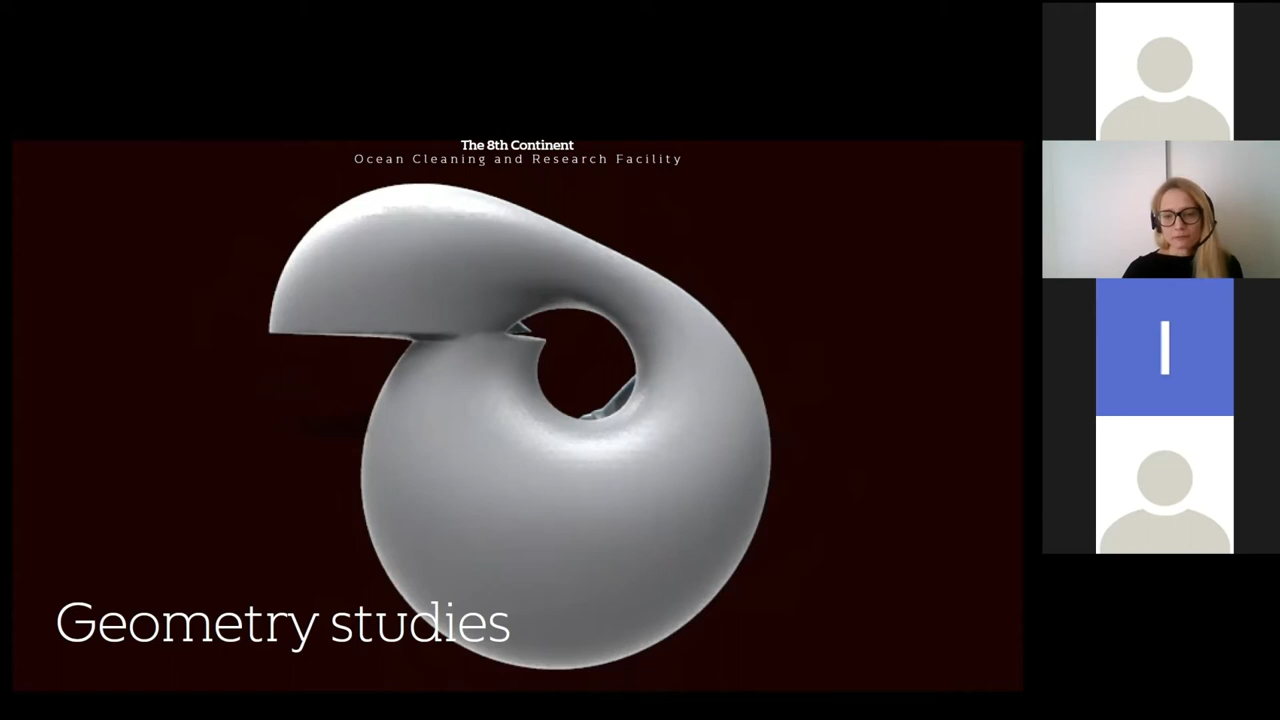 The 8th Continent
Ocean Cleaning and Research Facility
Geometry studies
I